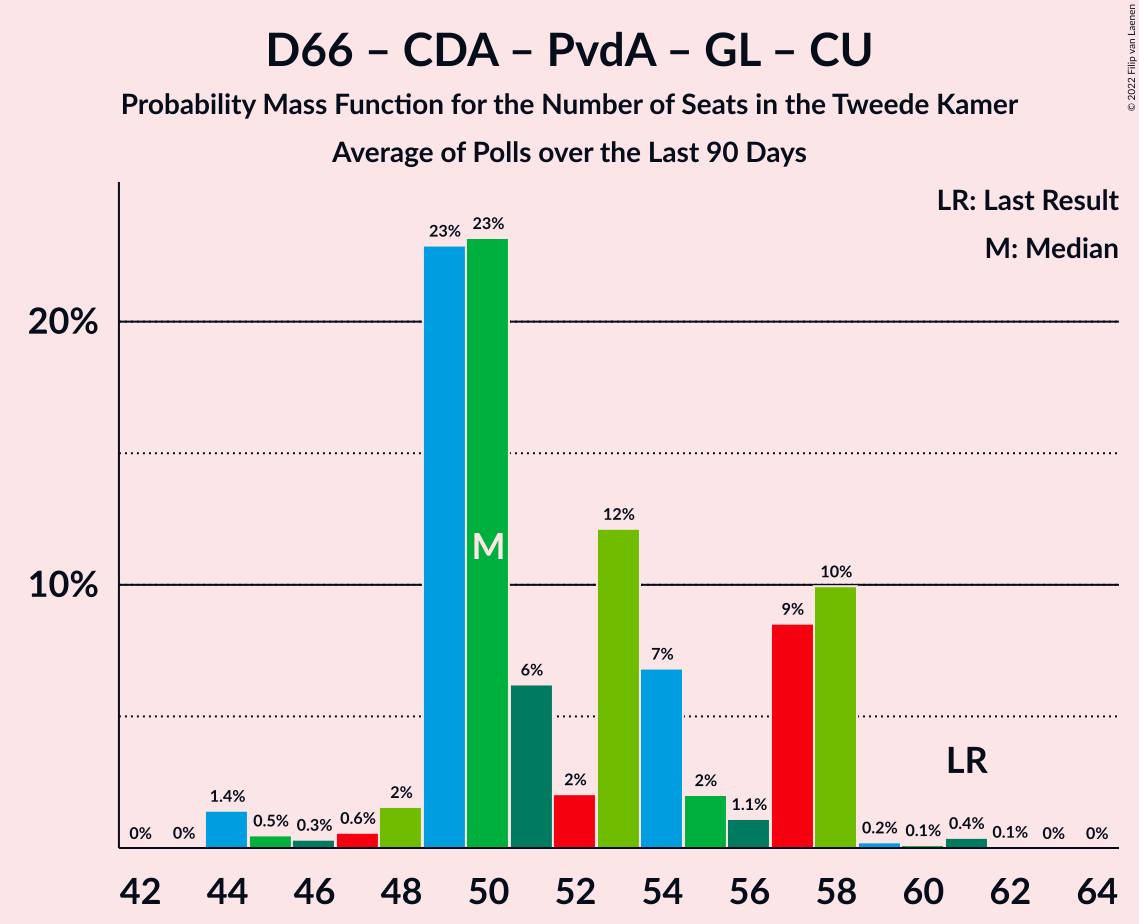 D66 – CDA – PvdA – GL – CU
Probability Mass Function for the Number of Seats in the Tweede Kamer
Average of Polls over the Last 90 Days
© 2022 Filip van Laenen
LR: Last Result
M: Median
20%
10%
0%
0%
1.4%
0.5%
0.3%
0.6%
2%
23%
23%
6%
2%
12%
7%
2%
1.1%
9%
10%
0.2%
0.1%
0.4%
0.1%
0%
0%
M
LR
42 44 46 48 50 52 54 56 58 60 62 64